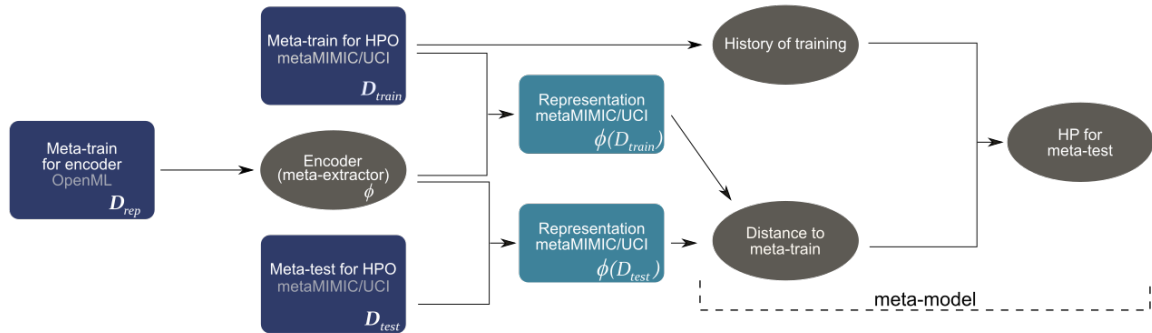 Meta-train for HPO
metaMIMIC/UCI
D_train
History of training
Representation
metaMIMIC/UCI
ϕ(D_train)
Meta-train
for encoder
OpenML
D_rep
Encoder
(meta-extractor)
ϕ
HP for
meta-test
Representation
metaMIMIC/UCI
ϕ(D_test)
Distance to
meta-train
Meta-test for HPO
metaMIMIC/UCI
D_test
meta-model